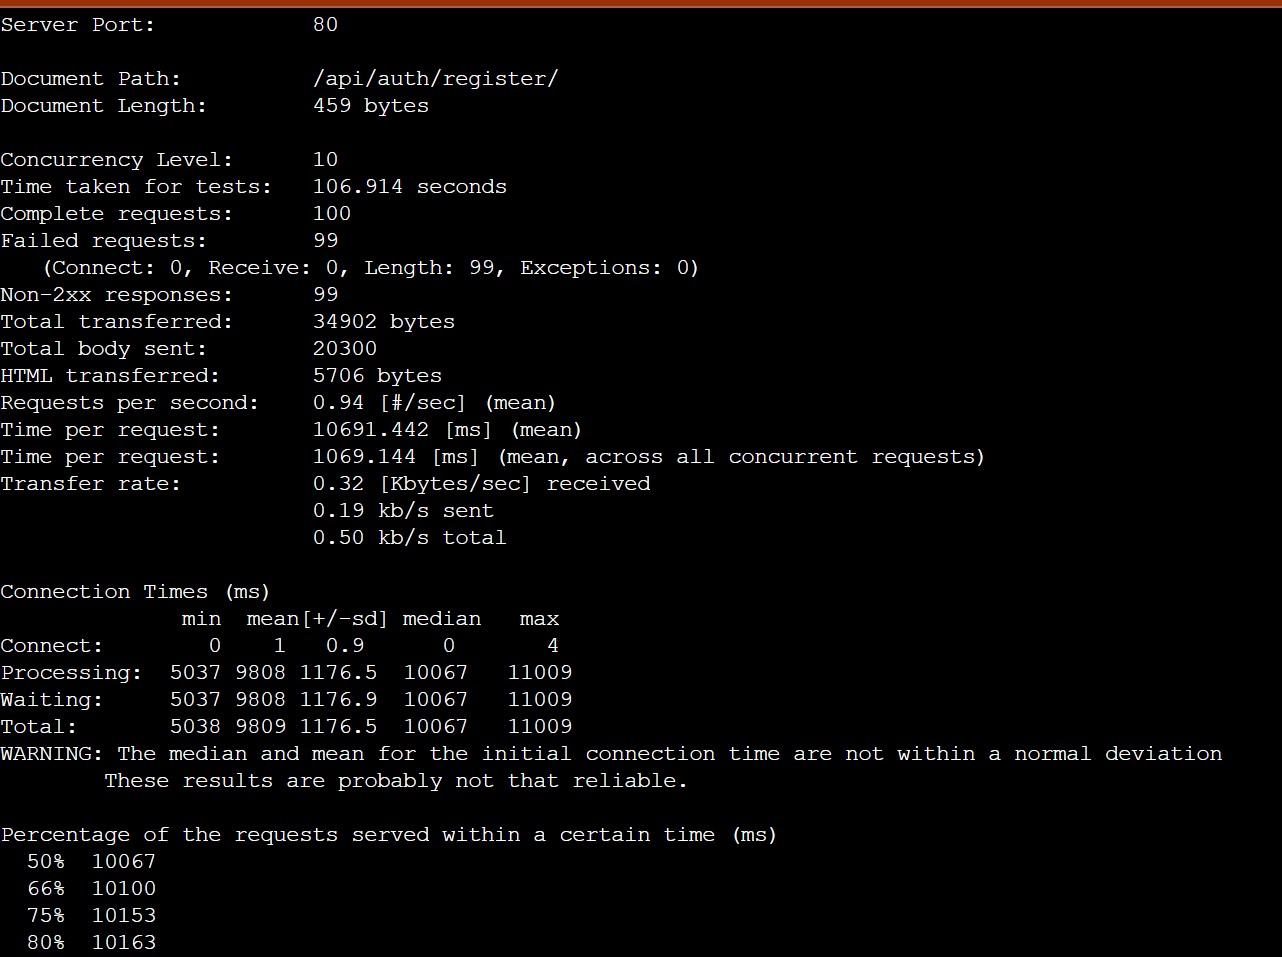 Server Port:            80
Document Path:          /api/auth/register/
Document Length:        459 bytes
Concurrency Level:      10
Time taken for tests:   106.914 seconds
Complete requests:      100
Failed requests:        99
   (Connect: 0, Receive: 0, Length: 99, Exceptions: 0)
Non-2xx responses:      99
Total transferred:      34902 bytes
Total body sent:        20300
HTML transferred:       5706 bytes
Requests per second:    0.94 [#/sec] (mean)
Time per request:       10691.442 [ms] (mean)
Time per request:       1069.144 [ms] (mean, across all concurrent requests)
Transfer rate:          0.32 [Kbytes/sec] received
                        0.19 kb/s sent
                        0.50 kb/s total
Connection Times (ms)
              min  mean[+/-sd] median   max
Connect:        0    1   0.9      0       4
Processing:  5037 9808 1176.5  10067   11009
Waiting:     5037 9808 1176.9  10067   11009
Total:       5038 9809 1176.5  10067   11009
WARNING: The median and mean for the initial connection time are not within a normal deviation
        These results are probably not that reliable.
Percentage of the requests served within a certain time (ms)
  50%  10067
  66%  10100
  75%  10153
  80%  10163